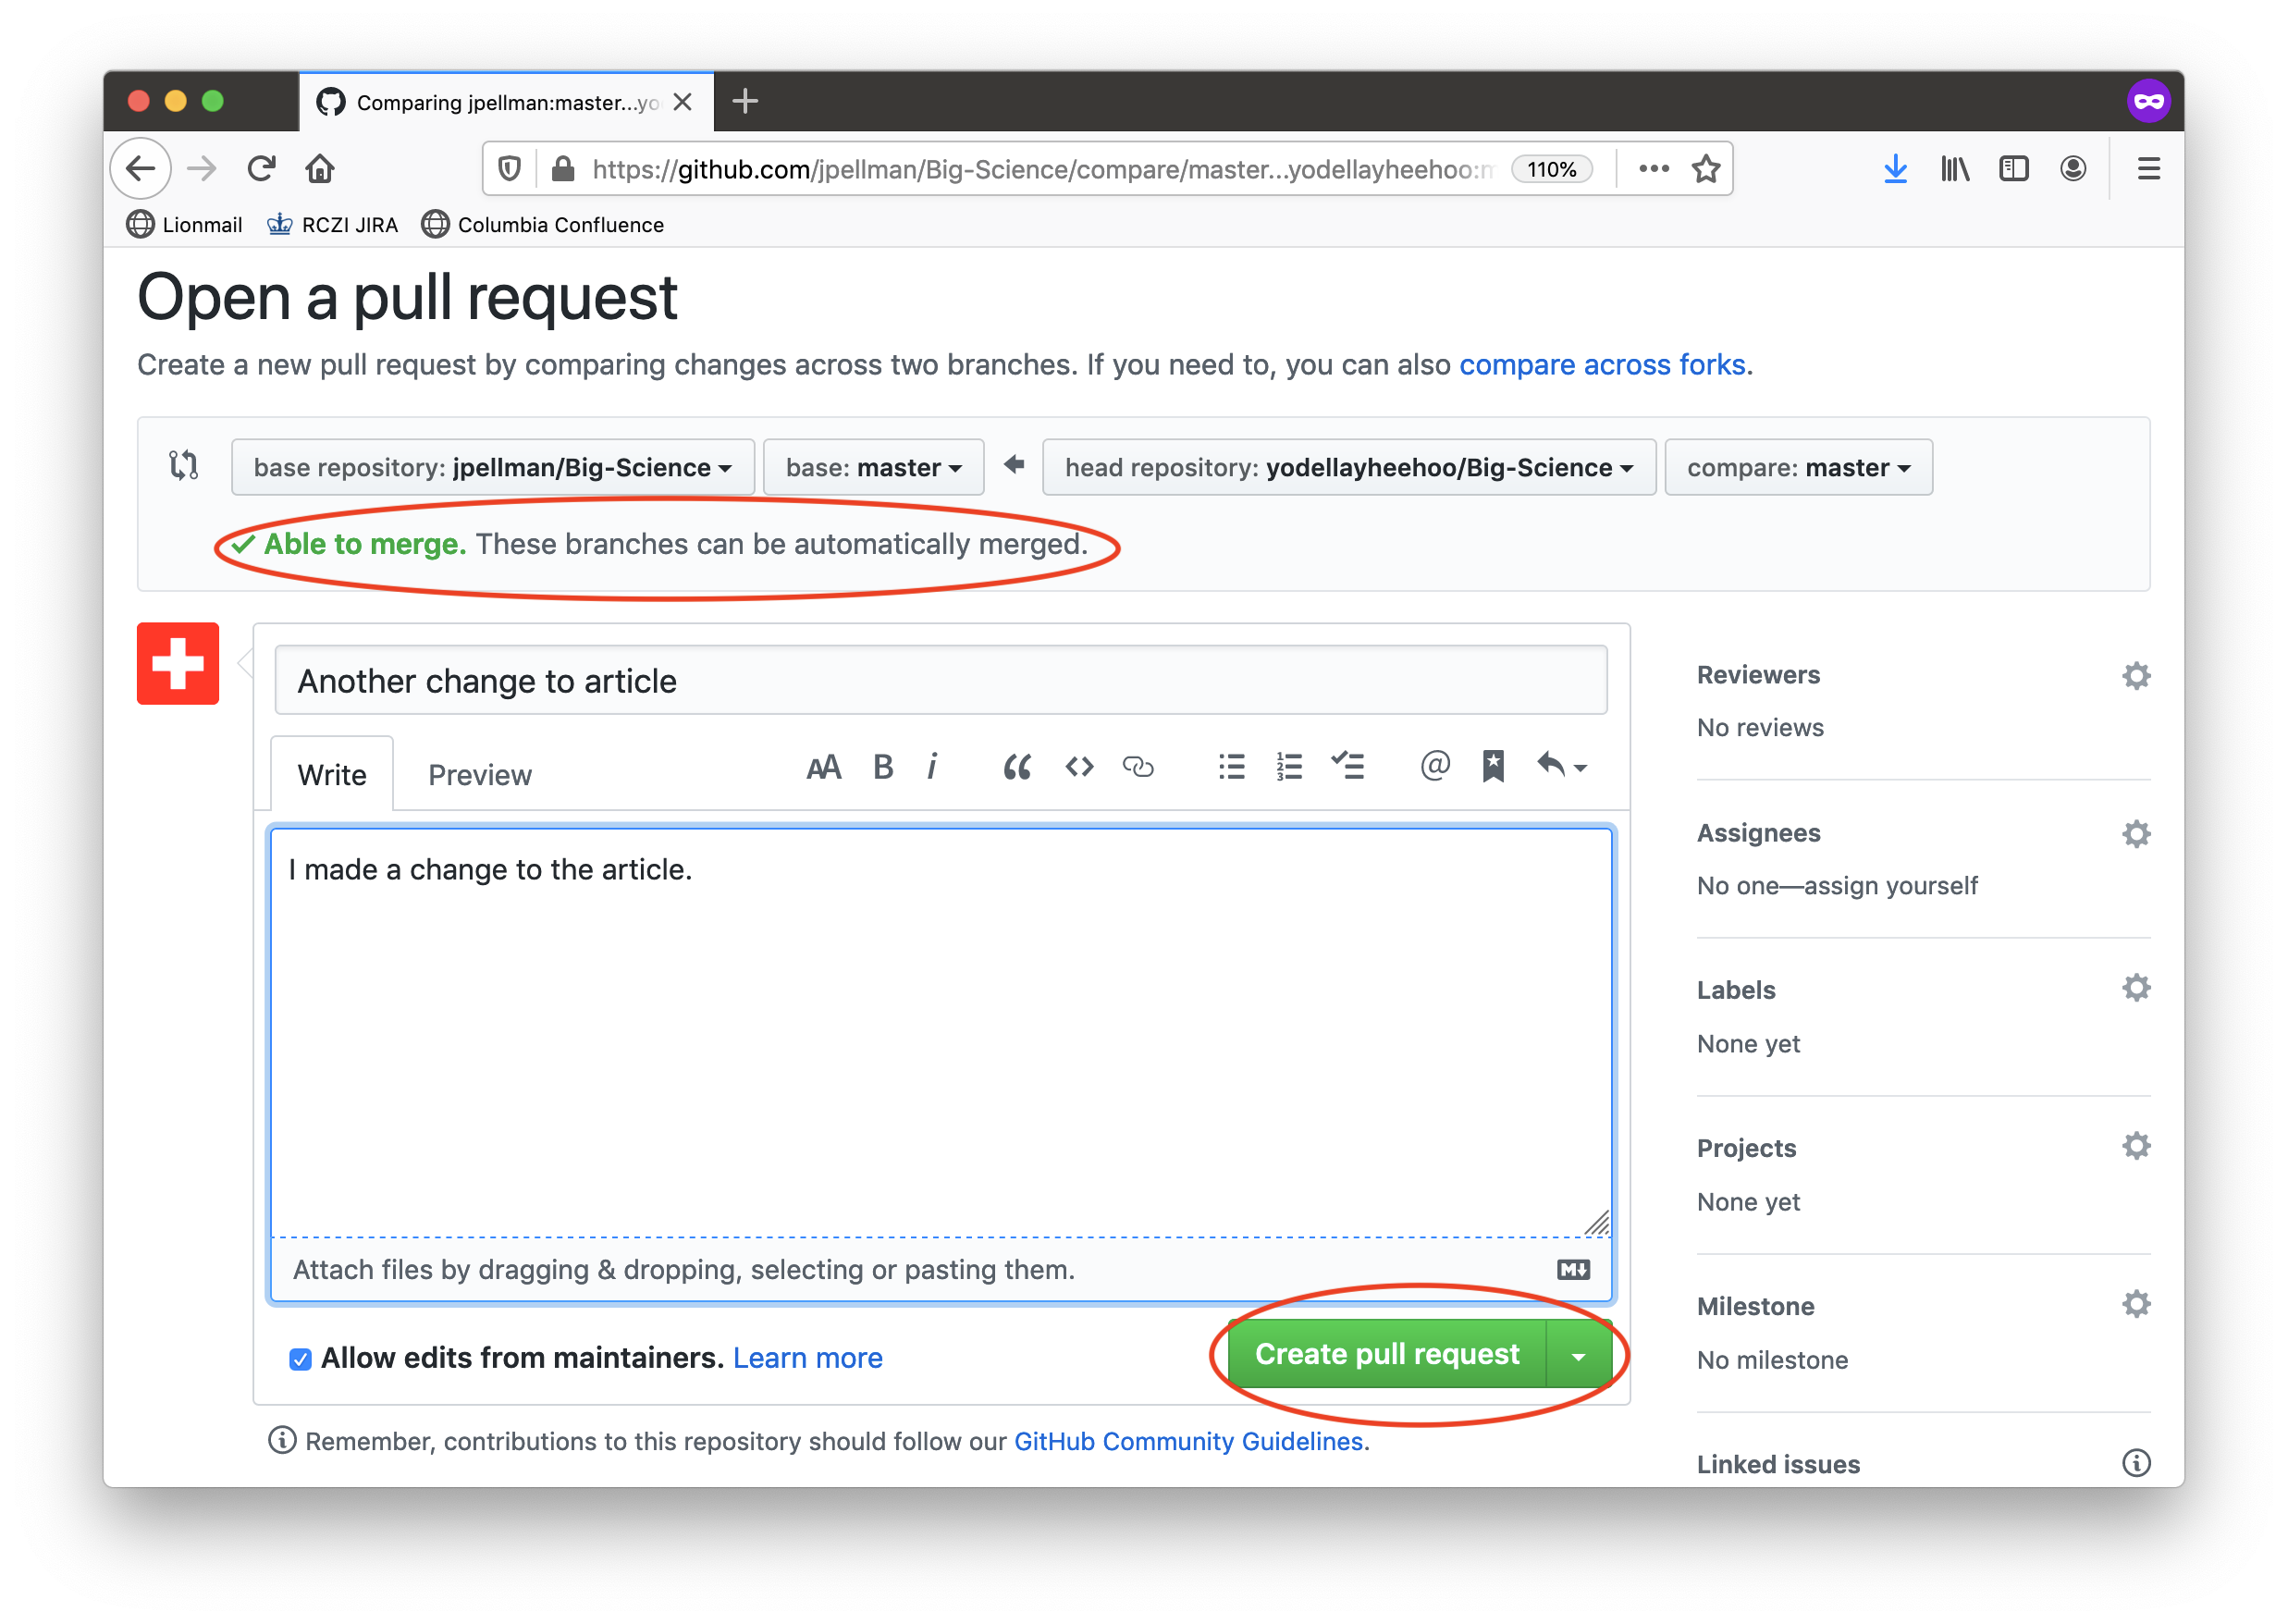 Comparing jpellman:master...yo
https://github.com/jpellman/Big-Science/compare/master...yodellayheehoo:m 110%
Lionmail RCZI JIRA Columbia Confluence
Open a pull request
Create a new pull request by comparing changes across two branches. If you need to, you can also compare across forks.
base repository: jpellman/Big-Science base: master head repository: yodellayheehoo/Big-Science compare: master
Able to merge. These branches can be automatically merged.
Another change to article
Write Preview
I made a change to the article.
Attach files by dragging & dropping, selecting or pasting them.
Allow edits from maintainers. Learn more
Create pull request
Remember, contributions to this repository should follow our GitHub Community Guidelines.
Reviewers
No reviews
Assignees
No one—assign yourself
Labels
None yet
Projects
None yet
Milestone
No milestone
Linked issues